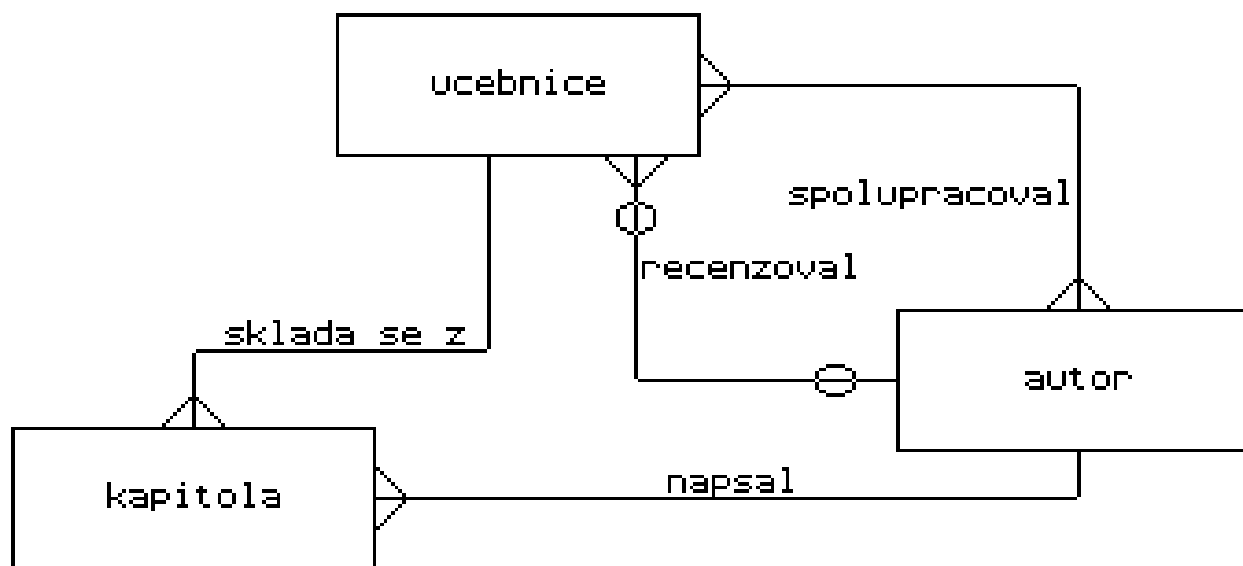 ucebnice
spolupracoval
recenzoval
sklada se z
autor
napsal
kapitola